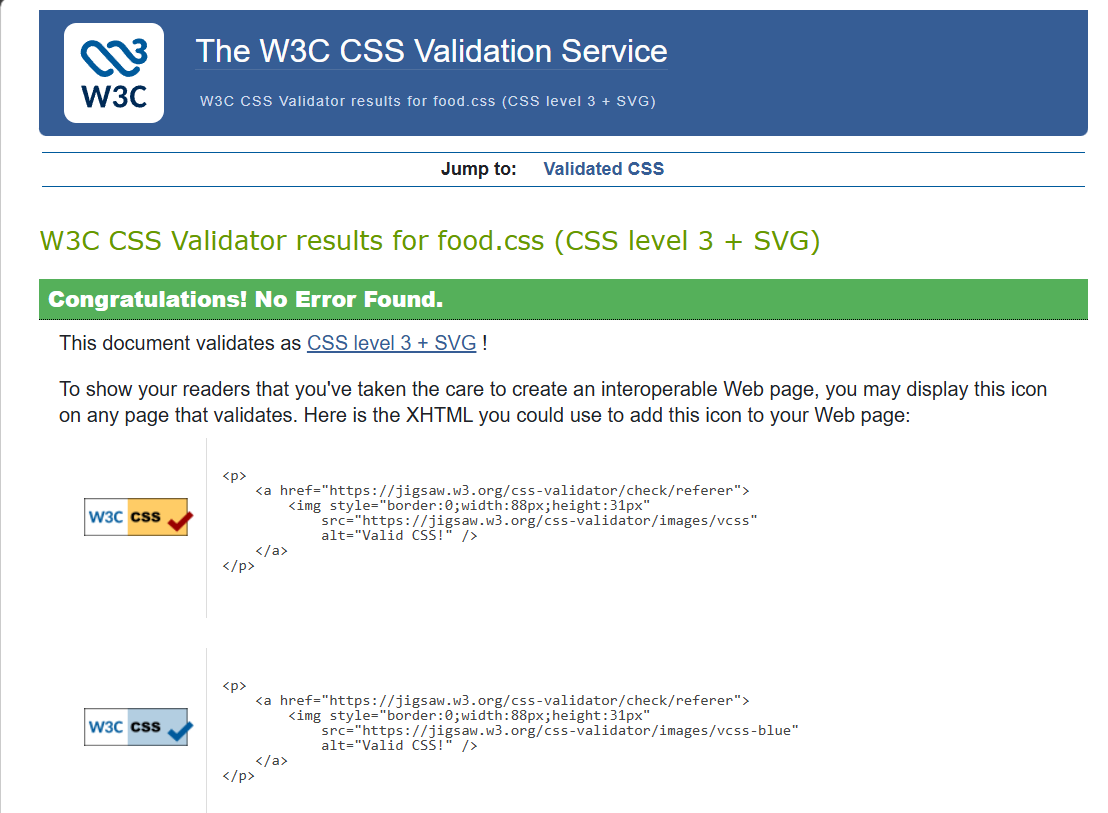 W3C
The W3C CSS Validation Service
W3C CSS Validator results for food.css (CSS level 3 + SVG)
Jump to: Validated CSS
W3C CSS Validator results for food.css (CSS level 3 + SVG)
Congratulations! No Error Found.
This document validates as CSS level 3 + SVG !
To show your readers that you've taken the care to create an interoperable Web page, you may display this icon
on any page that validates. Here is the XHTML you could use to add this icon to your Web page:
W3C CSS
<p>
    <a href="https://jigsaw.w3.org/css-validator/check/referer">
        <img style="border:0;width:88px;height:31px"
            src="https://jigsaw.w3.org/css-validator/images/vcss"
            alt="Valid CSS!" />
    </a>
</p>
W3C CSS
<p>
    <a href="https://jigsaw.w3.org/css-validator/check/referer">
        <img style="border:0;width:88px;height:31px"
            src="https://jigsaw.w3.org/css-validator/images/vcss-blue"
            alt="Valid CSS!" />
    </a>
</p>